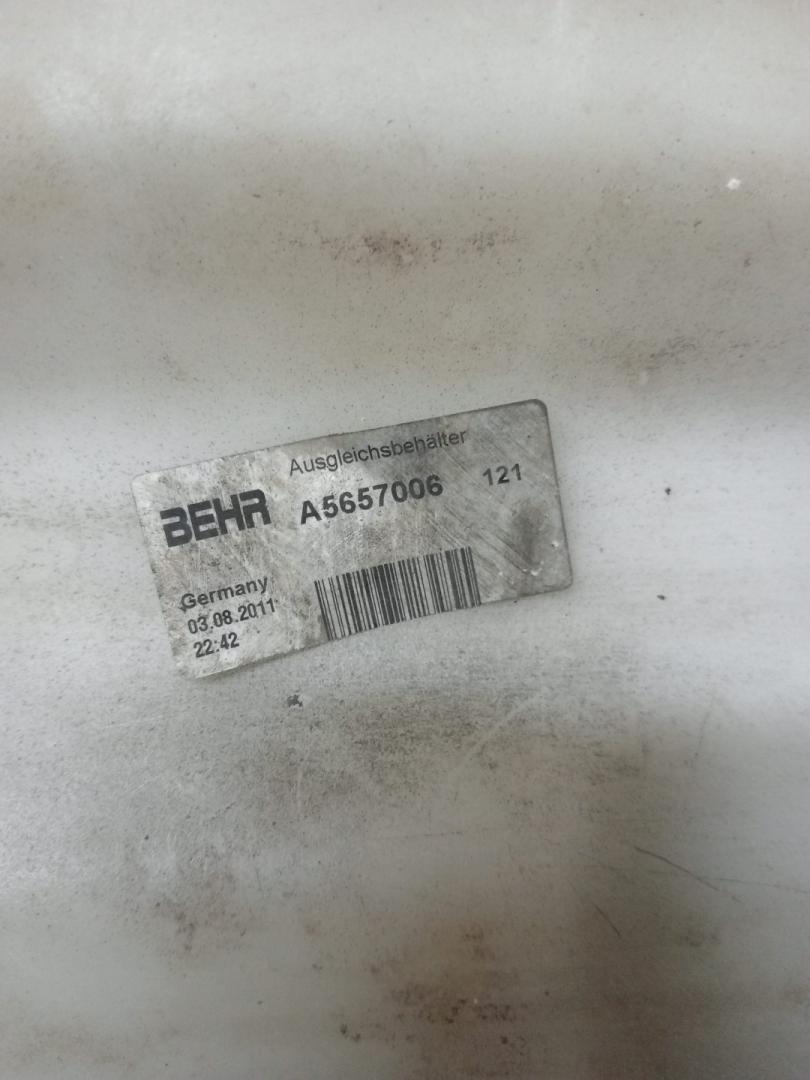 Ausgleichsbehälter
BEHR A5657006 121
Germany
03.08.2011
22:42